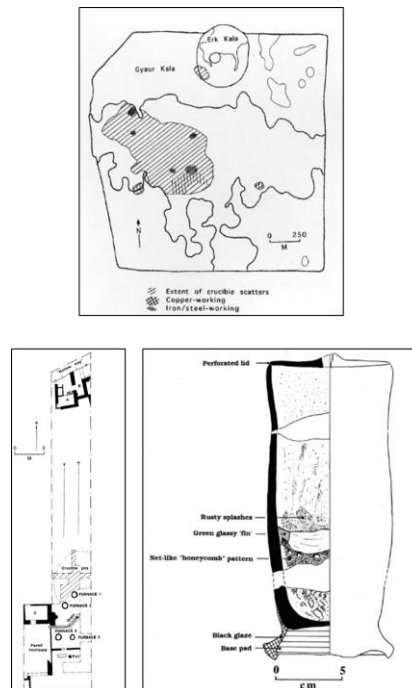 Erk Kala
Gyaur Kala
N
0 250
M
Extent of crucible scatters
Copper-working
Iron/steel-working
M
Crucible pits
FURNACE 1
FURNACE
FURNACE
FURNACE 4
Paved
courtyard
Perforated lid
Rusty splashes
Green glassy 'fin'
Net-like "honeycomb" pattern
Black glaze
Base pad
0 5
cm